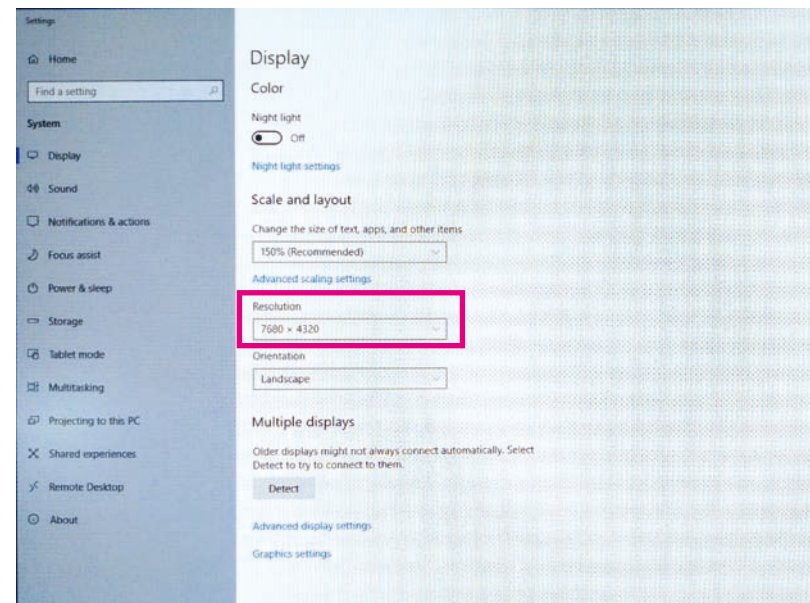 Settings
Home
Find a setting
System
Display
Sound
Notifications & actions
Focus assist
Power & sleep
Storage
Tablet mode
Multitasking
Projecting to this PC
Shared experiences
Remote Desktop
About
Display
Color
Night light
Off
Night light settings
Scale and layout
Change the size of text, apps, and other items
150% (Recommended)
Advanced scaling settings
Resolution
7680 × 4320
Orientation
Landscape
Multiple displays
Older displays might not always connect automatically. Select
Detect to try to connect to them.
Detect
Advanced display settings
Graphics settings